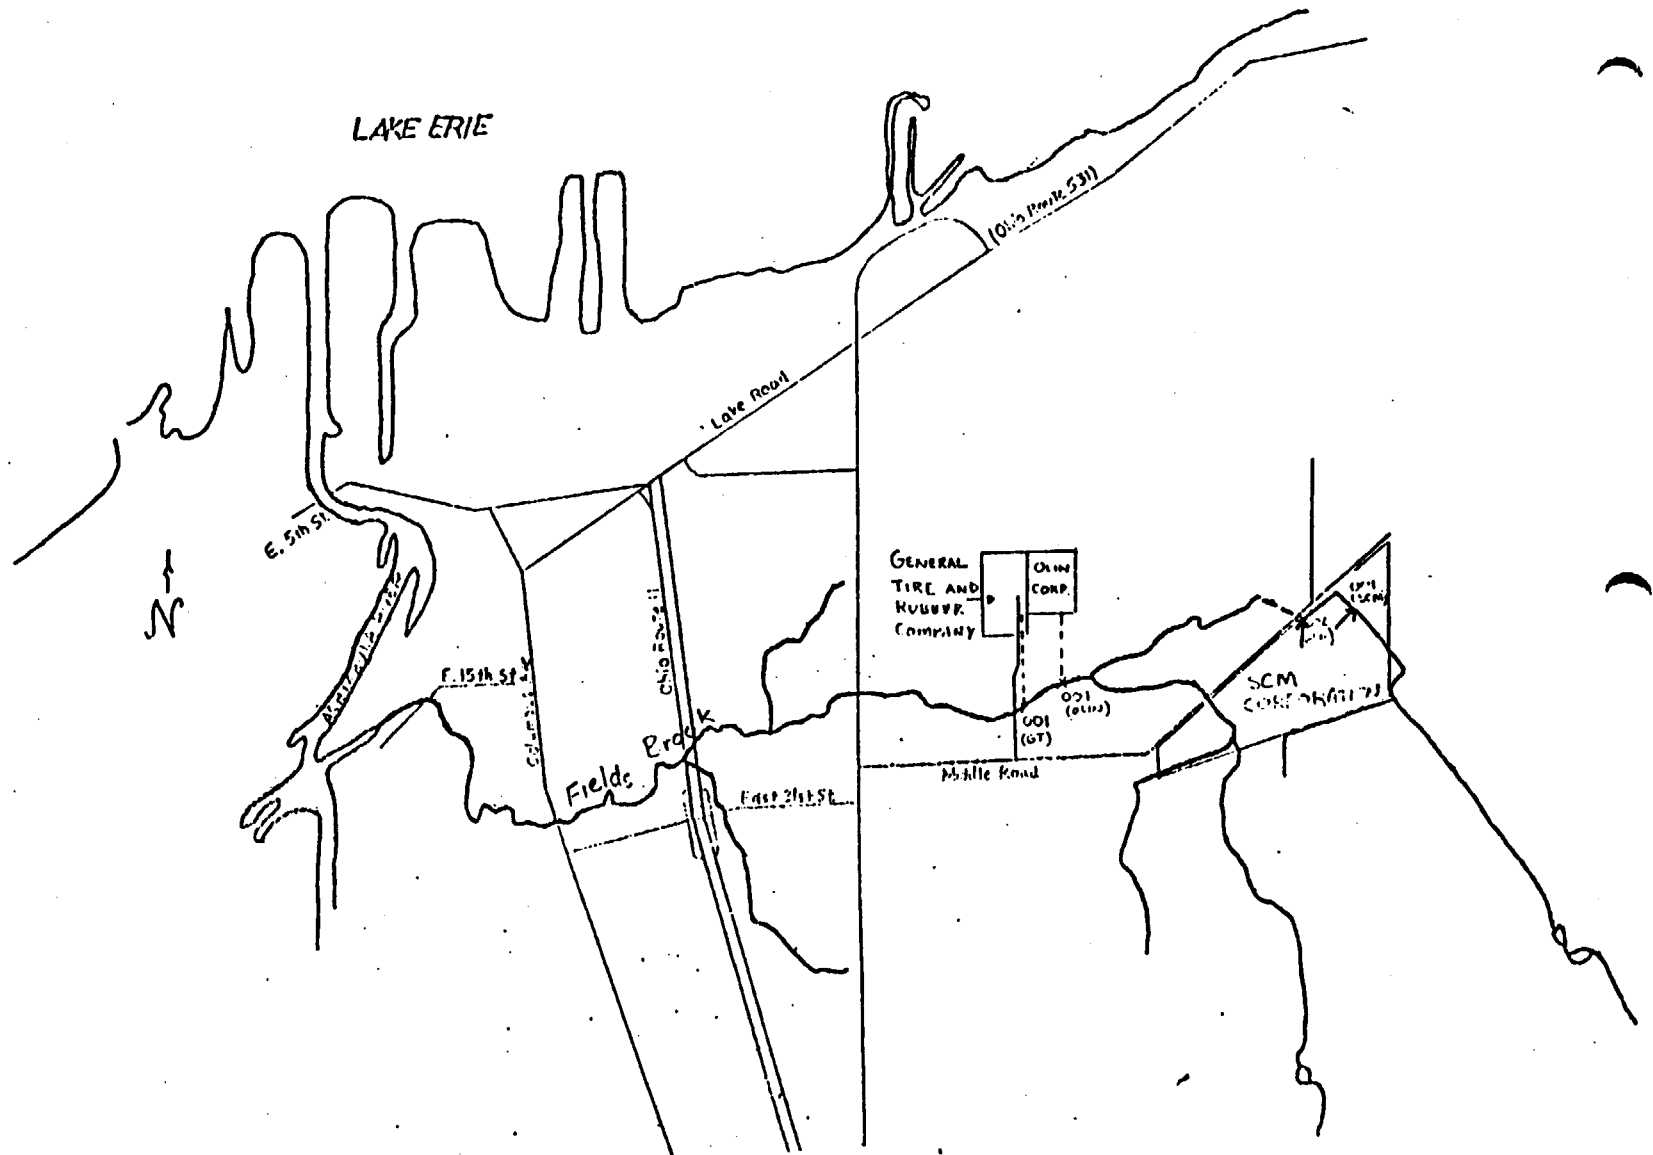 LAKE ERIE
(Ohio Route 531)
Lake Road
E. 5th St.
N
GENERAL
TIRE AND
RUBBER
COMPANY
OLIN
CORP.
E. 15th St
Fields Brook
001
(OLIN)
001
(GT)
SCM
CORPORATION
Middle Road
East 21st St.